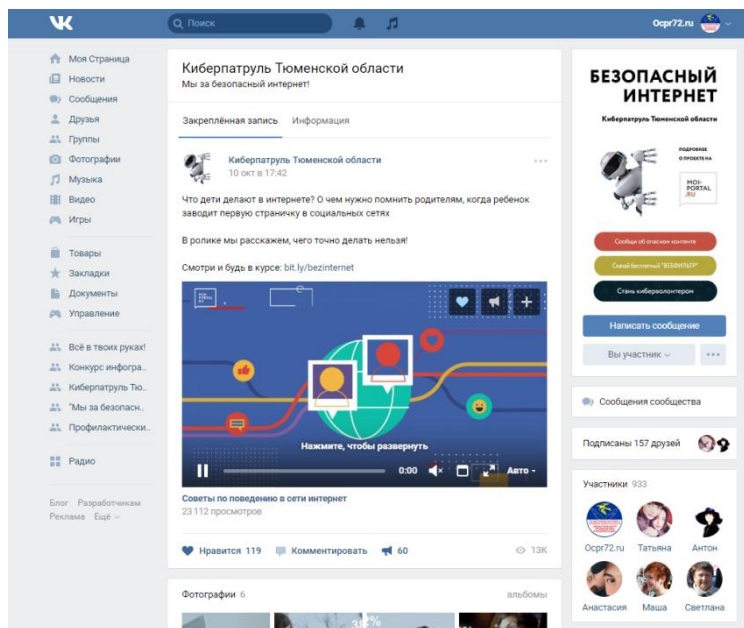 Поиск
Ocpr72.ru
Моя Страница
Новости
Сообщения
Друзья
Группы
Фотографии
Музыка
Видео
Игры
Товары
Закладки
Документы
Управление
Всё в твоих руках!
Конкурс инфогра..
Киберпатруль Тю..
"Мы за безопасн..
Профилактически..
Радио
Блог Разработчикам
Реклама Ещё
Киберпатруль Тюменской области
Мы за безопасный интернет!
Закреплённая запись Информация
Киберпатруль Тюменской области
10 окт в 17:42
Что дети делают в интернете? О чем нужно помнить родителям, когда ребенок
заводит первую страничку в социальных сетях
В ролике мы расскажем, чего точно делать нельзя!
Смотри и будь в курсе: bit.ly/bezinternet
MOI-
PORTAL
.RU
Нажмите, чтобы развернуть
0:00 Авто
Советы по поведению в сети интернет
23 112 просмотров
Нравится 119 Комментировать 60 13K
Фотографии 6 альбомы
БЕЗОПАСНЫЙ
ИНТЕРНЕТ
Киберпатруль Тюменской области
ПОДРОБНЕЕ
О ПРОЕКТЕ НА
MOI-
PORTAL
.RU
Сообщи об опасном контенте
Скачай бесплатный "ВЕБФИЛЬТР"
Стань киберволонтером
Написать сообщение
Вы участник
Сообщения сообщества
Подписаны 157 друзей
Участники 933
Ocpr72.ru Татьяна Антон
Анастасия Маша Светлана